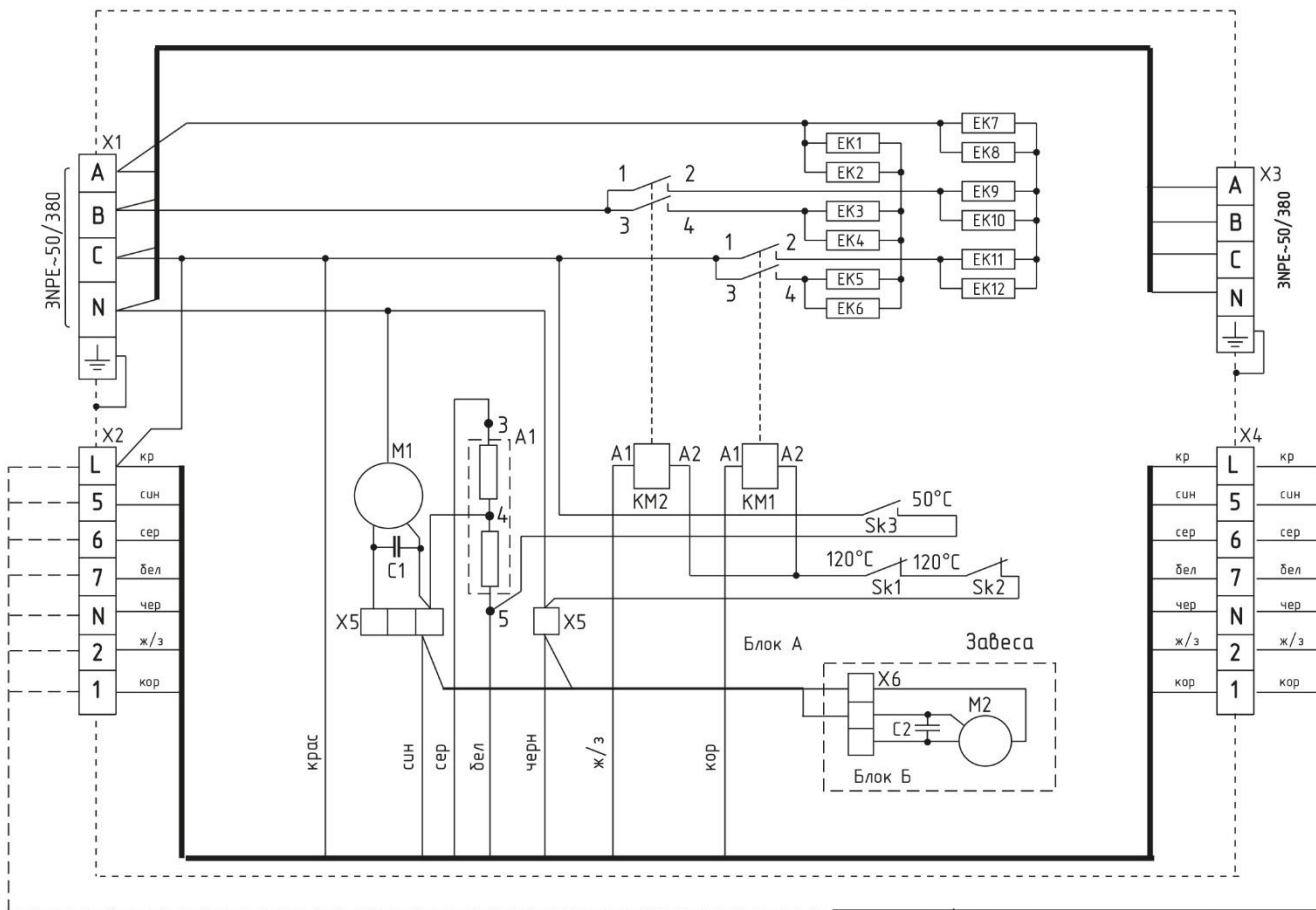 X1
A
B
C
N
3NPE~50/380
X2
L
5
6
7
N
2
1
кр
син
сер
бел
чер
ж/з
кор
EK7
EK1
EK8
EK2
1 2
EK9
EK3
3 4
EK10
EK4
1 2
EK11
3 4
EK5
EK12
EK6
X3
A
B
C
N
3NPE~50/380
M1
C1
X5
3
A1
4
5
X5
A1 A2
KM2
A1 A2
KM1
50°C
Sk3
120°C 120°C
Sk1 Sk2
Блок А
Завеса
X6
M2
C2
Блок Б
крас
син
сер
бел
черн
ж/з
кор
X4
кр L кр
син 5 син
сер 6 сер
бел 7 бел
чер N чер
ж/з 2 ж/з
кор 1 кор